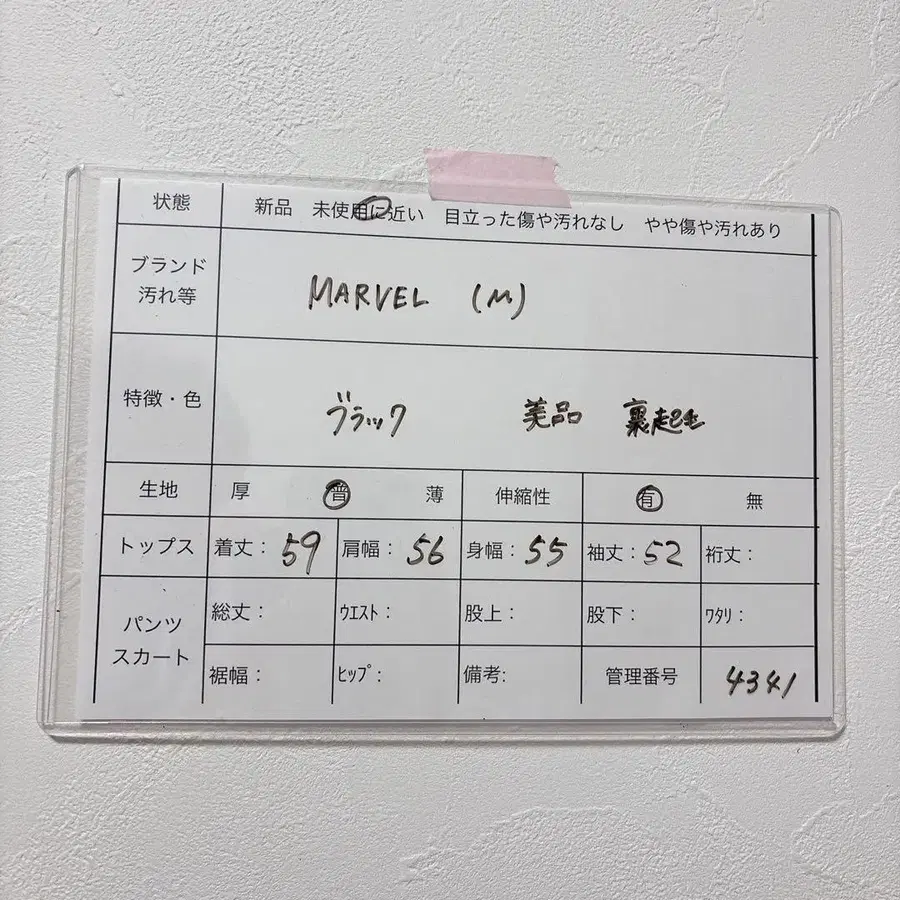 状態 新品 未使用に近い 目立った傷や汚れなし やや傷や汚れあり
ブランド
汚れ等 MARVEL (M)
特徴・色 ブラック 美品 裏起毛
生地 厚 普 薄 伸縮性 有 無
トップス 着丈： 59 肩幅： 56 身幅： 55 袖丈： 52 裄丈：
パンツ
スカート
総丈： ｳｴｽﾄ： 股上： 股下： ﾜﾀﾘ：
裾幅： ﾋｯﾌﾟ： 備考: 管理番号 4341